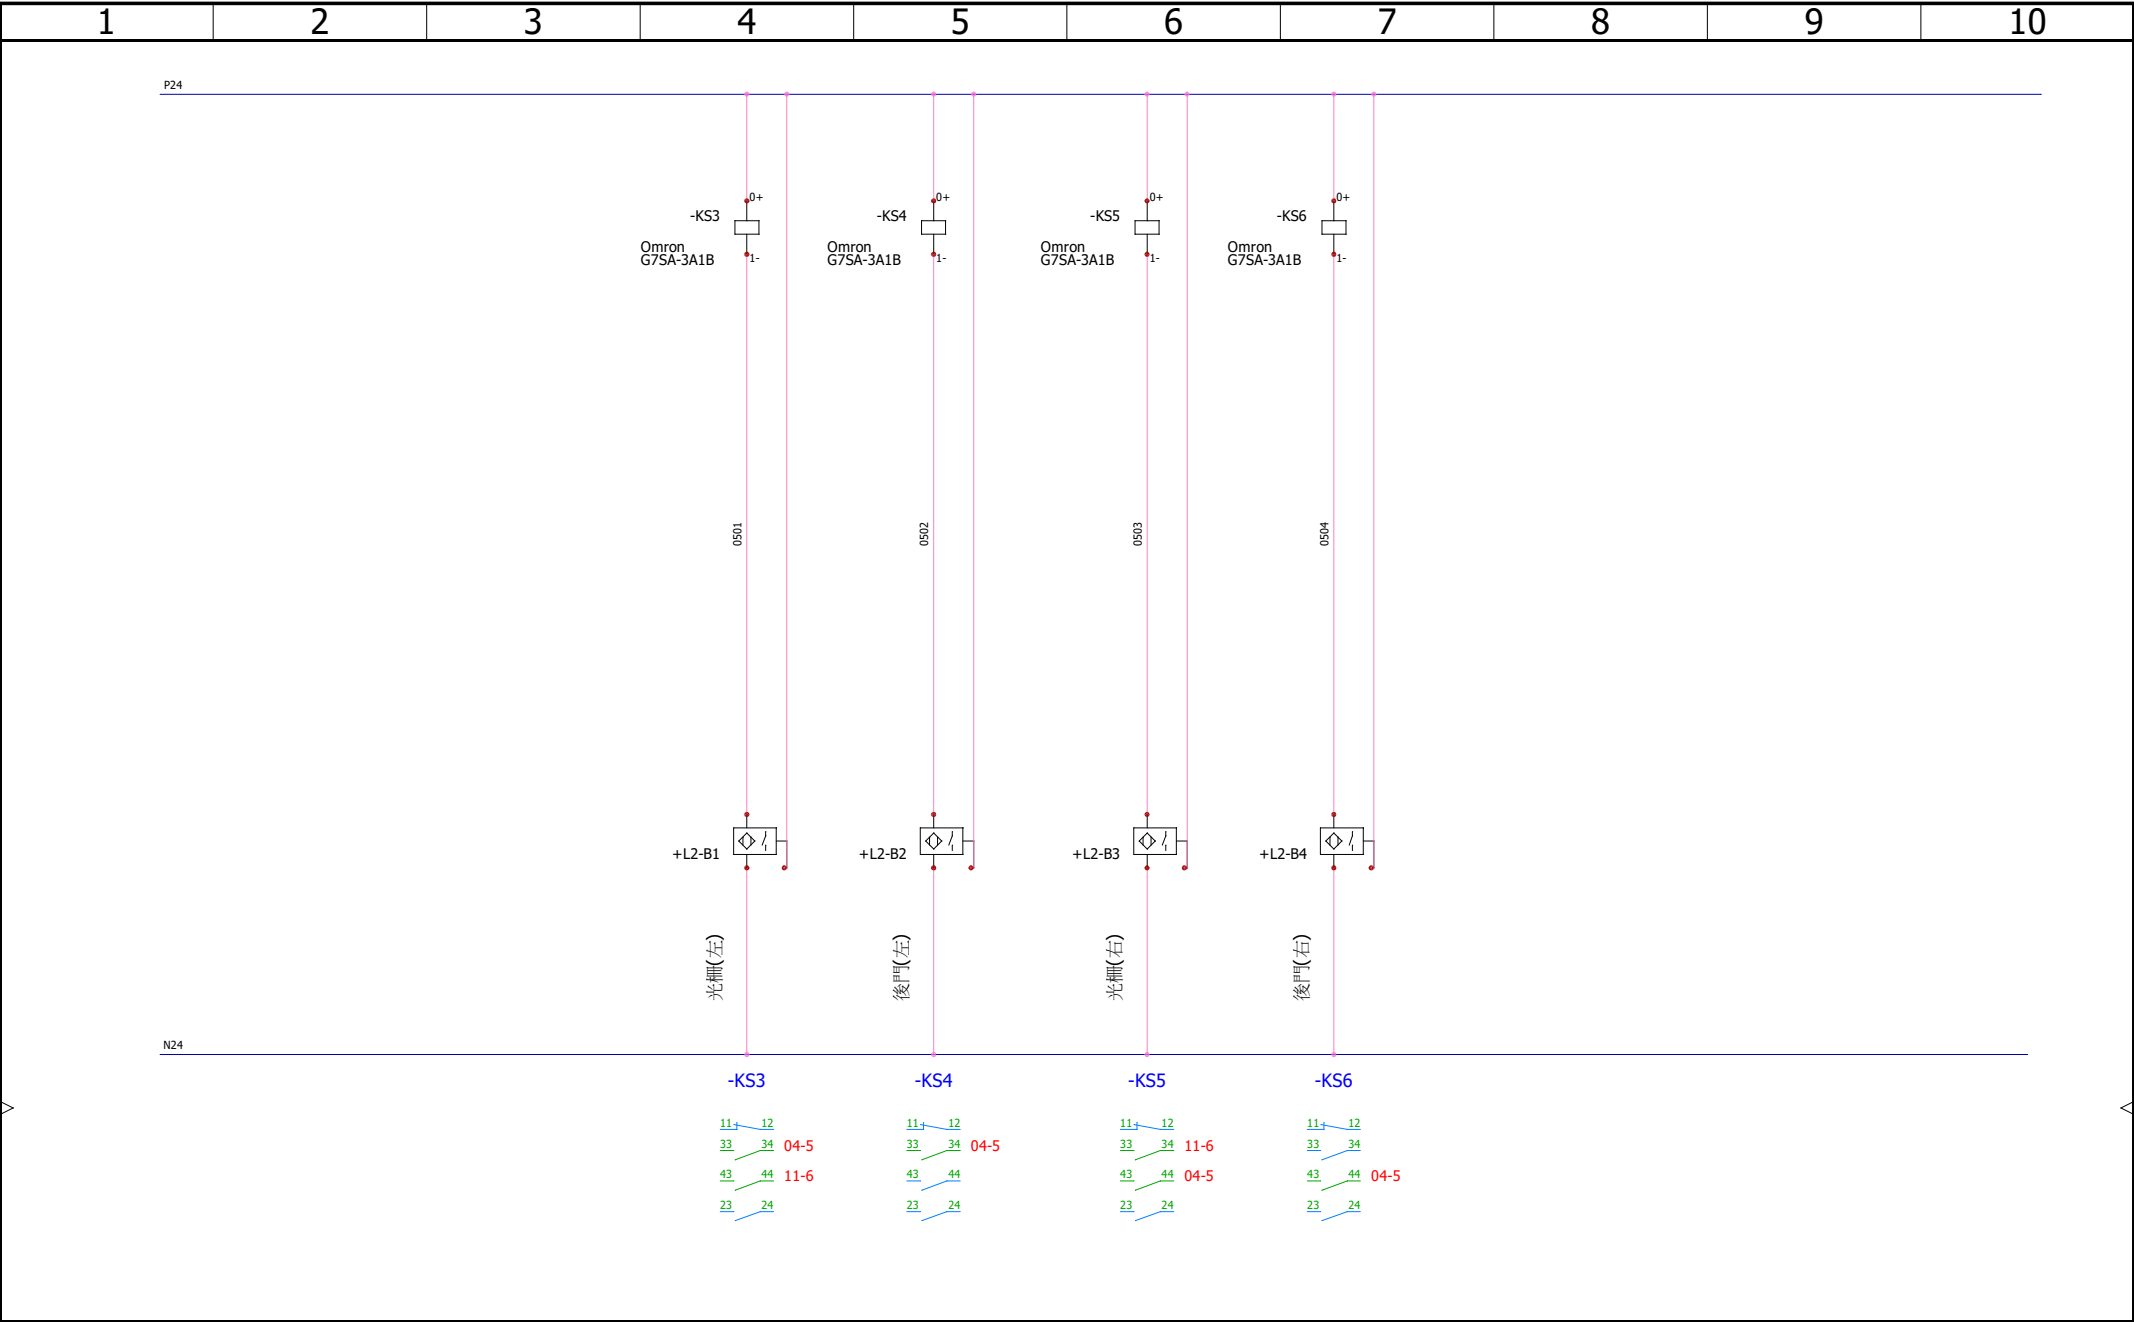 1 2 3 4 5 6 7 8 9 10
P24
0+ 0+ 0+ 0+
-KS3 -KS4 -KS5 -KS6
Omron Omron Omron Omron
G7SA-3A1B G7SA-3A1B G7SA-3A1B G7SA-3A1B
1- 1- 1- 1-
0501 0502 0503 0504
+L2-B1 +L2-B2 +L2-B3 +L2-B4
光柵(左) 後門(左) 光柵(右) 後門(右)
N24
-KS3 -KS4 -KS5 -KS6
11 12 11 12 11 12 11 12
33 34 04-5 33 34 04-5 33 34 11-6 33 34
43 44 11-6 43 44 43 44 04-5 43 44 04-5
23 24 23 24 23 24 23 24